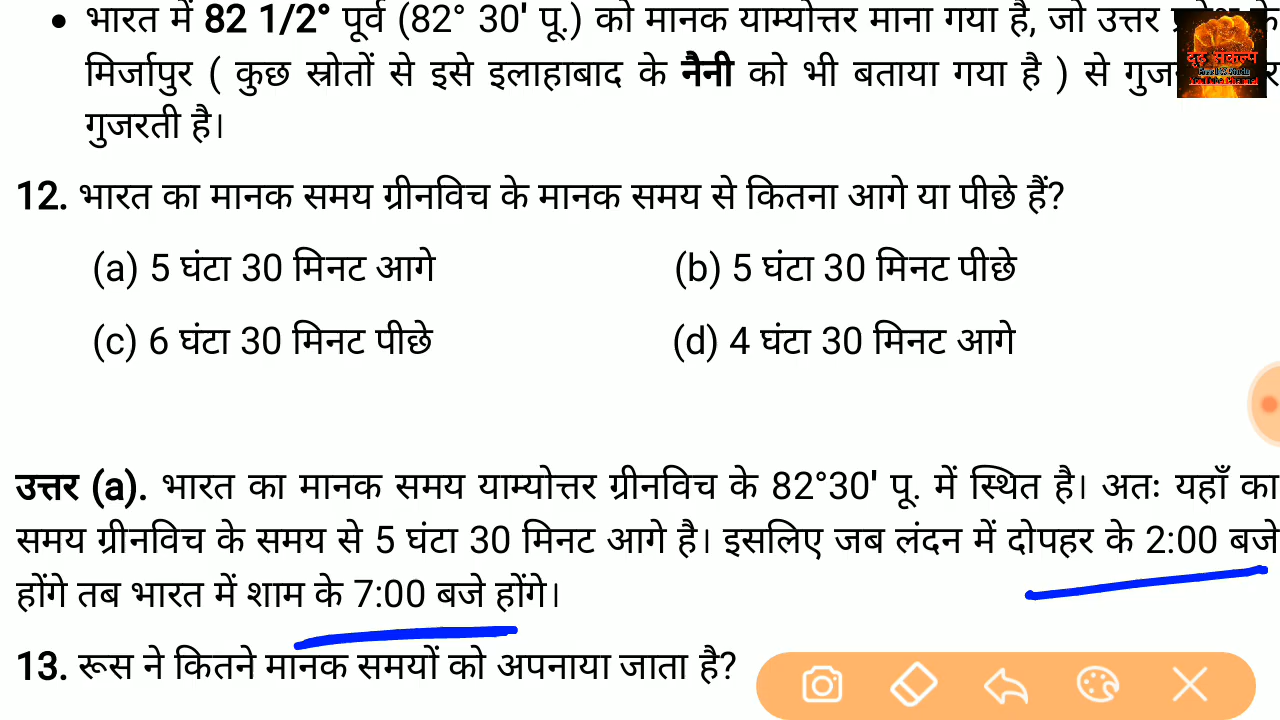 • भारत में 82 1/2° पूर्व (82° 30' पू.) को मानक याम्योत्तर माना गया है, जो उत्तर के
मिर्जापुर ( कुछ स्रोतों से इसे इलाहाबाद के नैनी को भी बताया गया है ) से
गुजरती है।
दृढ़ संकल्प
12. भारत का मानक समय ग्रीनविच के मानक समय से कितना आगे या पीछे हैं?
(a) 5 घंटा 30 मिनट आगे (b) 5 घंटा 30 मिनट पीछे
(c) 6 घंटा 30 मिनट पीछे (d) 4 घंटा 30 मिनट आगे
उत्तर (a). भारत का मानक समय याम्योत्तर ग्रीनविच के 82°30' पू. में स्थित है। अतः यहाँ का
समय ग्रीनविच के समय से 5 घंटा 30 मिनट आगे है। इसलिए जब लंदन में दोपहर के 2:00 बजे
होंगे तब भारत में शाम के 7:00 बजे होंगे।
13. रूस ने कितने मानक समयों को अपनाया जाता है?